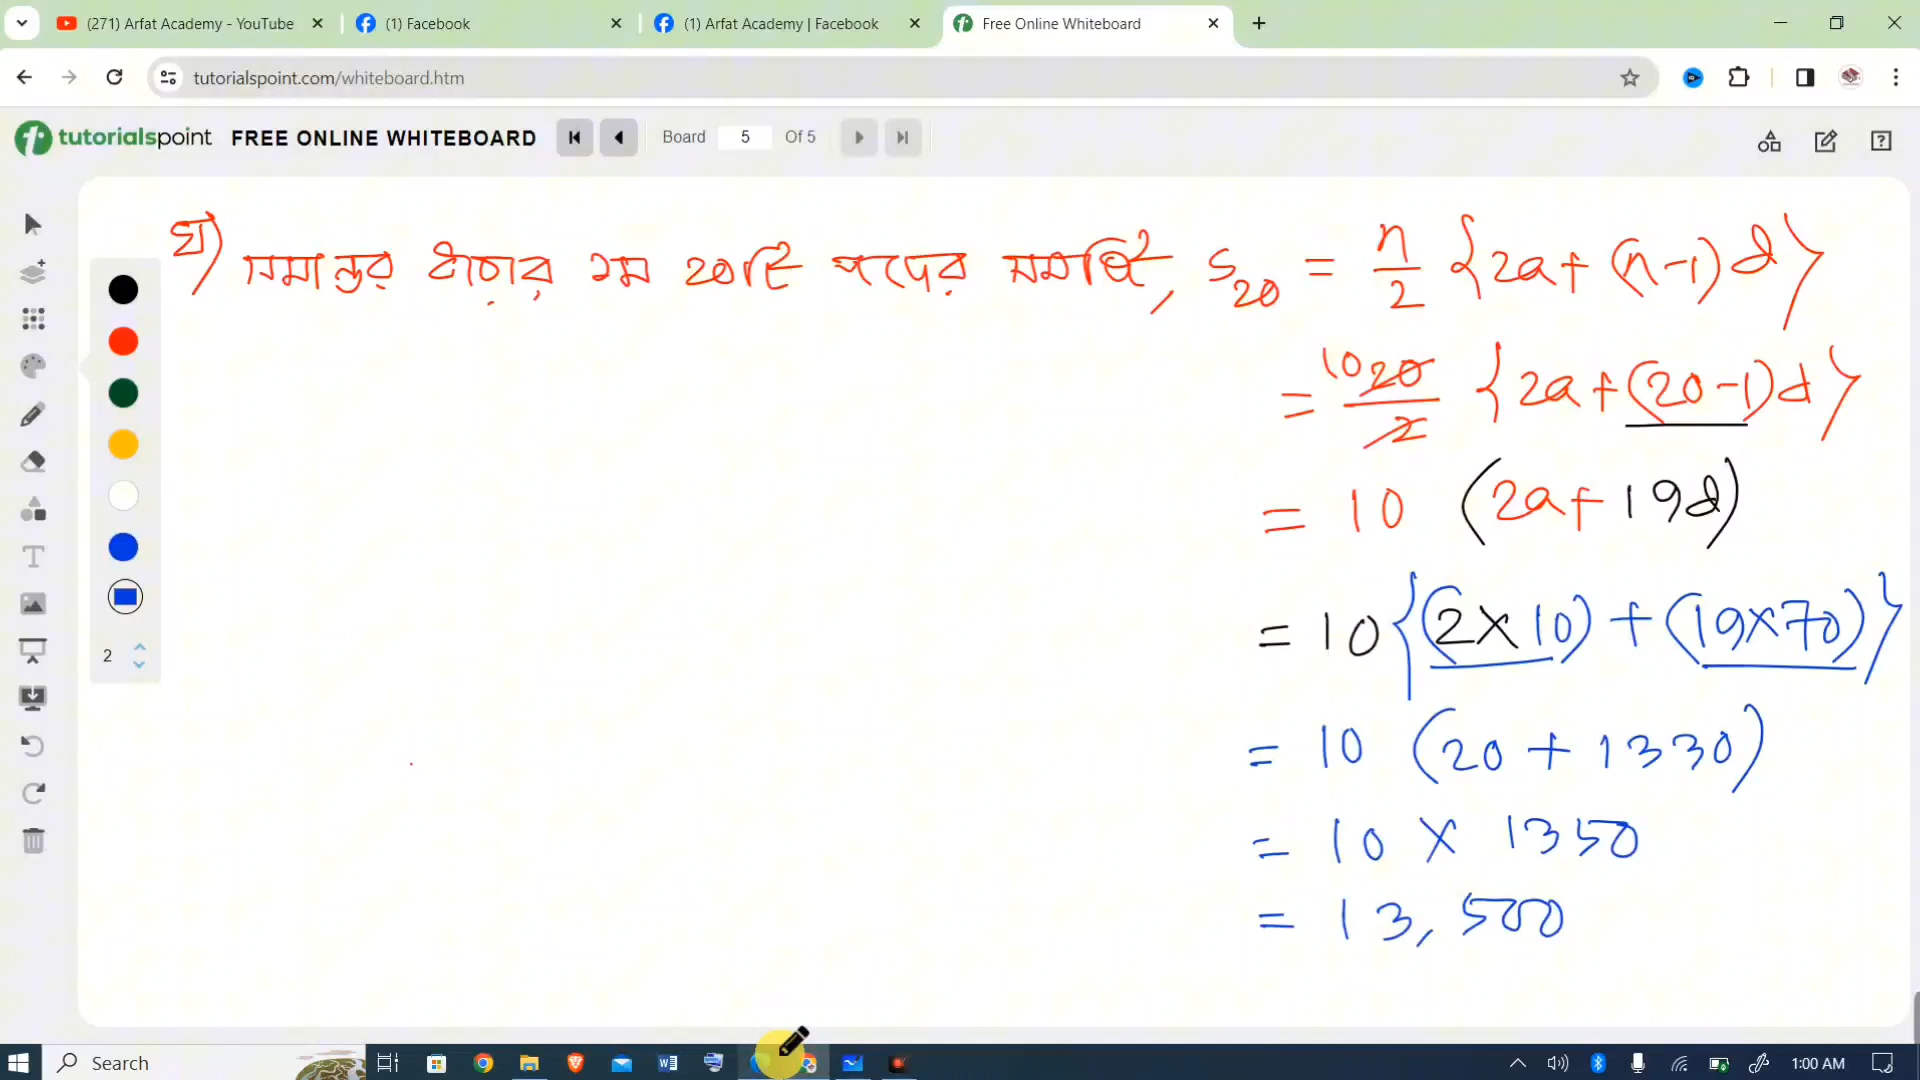 (271) Arfat Academy - YouTube
(1) Facebook
(1) Arfat Academy | Facebook
Free Online Whiteboard
tutorialspoint.com/whiteboard.htm
tutorialspoint FREE ONLINE WHITEBOARD Board 5 Of 5
ঘ) সমান্তর ধারার ১ম 20টি পদের সমষ্টি, S₂₀ = n/2 {2a+(n-1)d}
= 10 20/2 {2a+(20-1)d}
= 10 (2a+19d)
= 10{(2×10)+(19×70)}
= 10 (20+1330)
= 10 × 1350
= 13,500
2
Search
1:00 AM